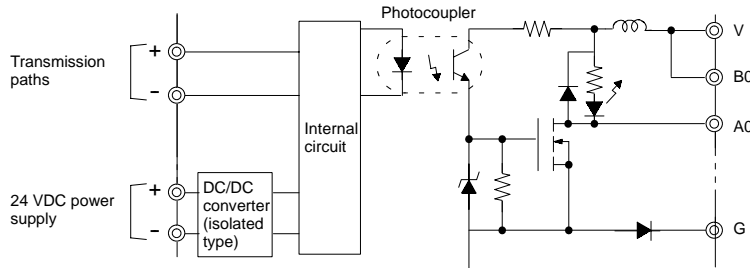 Photocoupler
V
Transmission
paths
+
-
B0
A0
Internal
circuit
24 VDC power
supply
+
-
DC/DC
converter
(isolated
type)
G